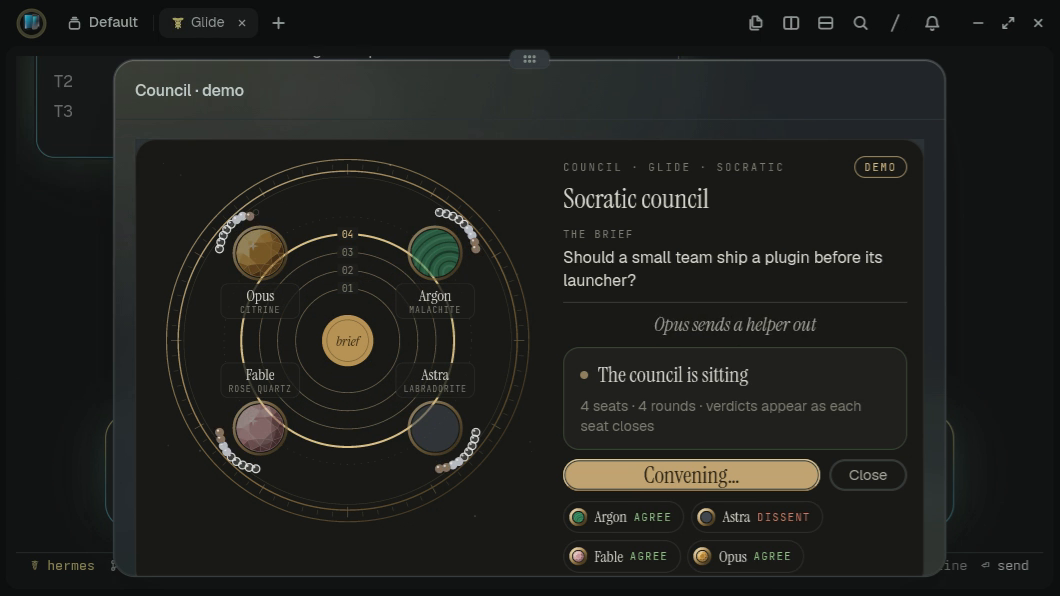 Default
Glide
T2
T3
Council · demo
04
03
02
01
Opus
CITRINE
Argon
MALACHITE
brief
Fable
ROSE QUARTZ
Astra
LABRADORITE
COUNCIL · GLIDE · SOCRATIC
DEMO
Socratic council
THE BRIEF
Should a small team ship a plugin before its
launcher?
Opus sends a helper out
The council is sitting
4 seats · 4 rounds · verdicts appear as each
seat closes
Convening...
Close
Argon AGREE
Astra DISSENT
Fable AGREE
Opus AGREE
hermes
send